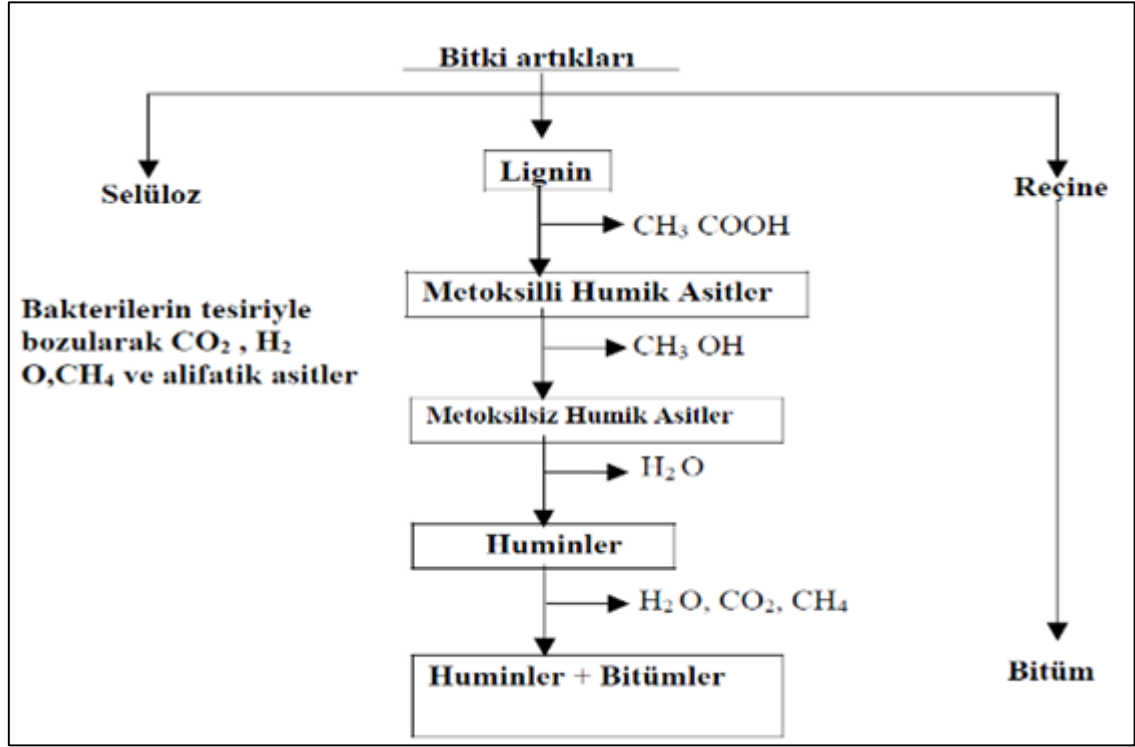 Bitki artıkları
Selüloz
Lignin
Reçine
CH₃ COOH
Metoksilli Humik Asitler
Bakterilerin tesiriyle
bozularak CO₂ , H₂
O,CH₄ ve alifatik asitler
CH₃ OH
Metoksilsiz Humik Asitler
H₂ O
Huminler
H₂ O, CO₂, CH₄
Huminler + Bitümler
Bitüm